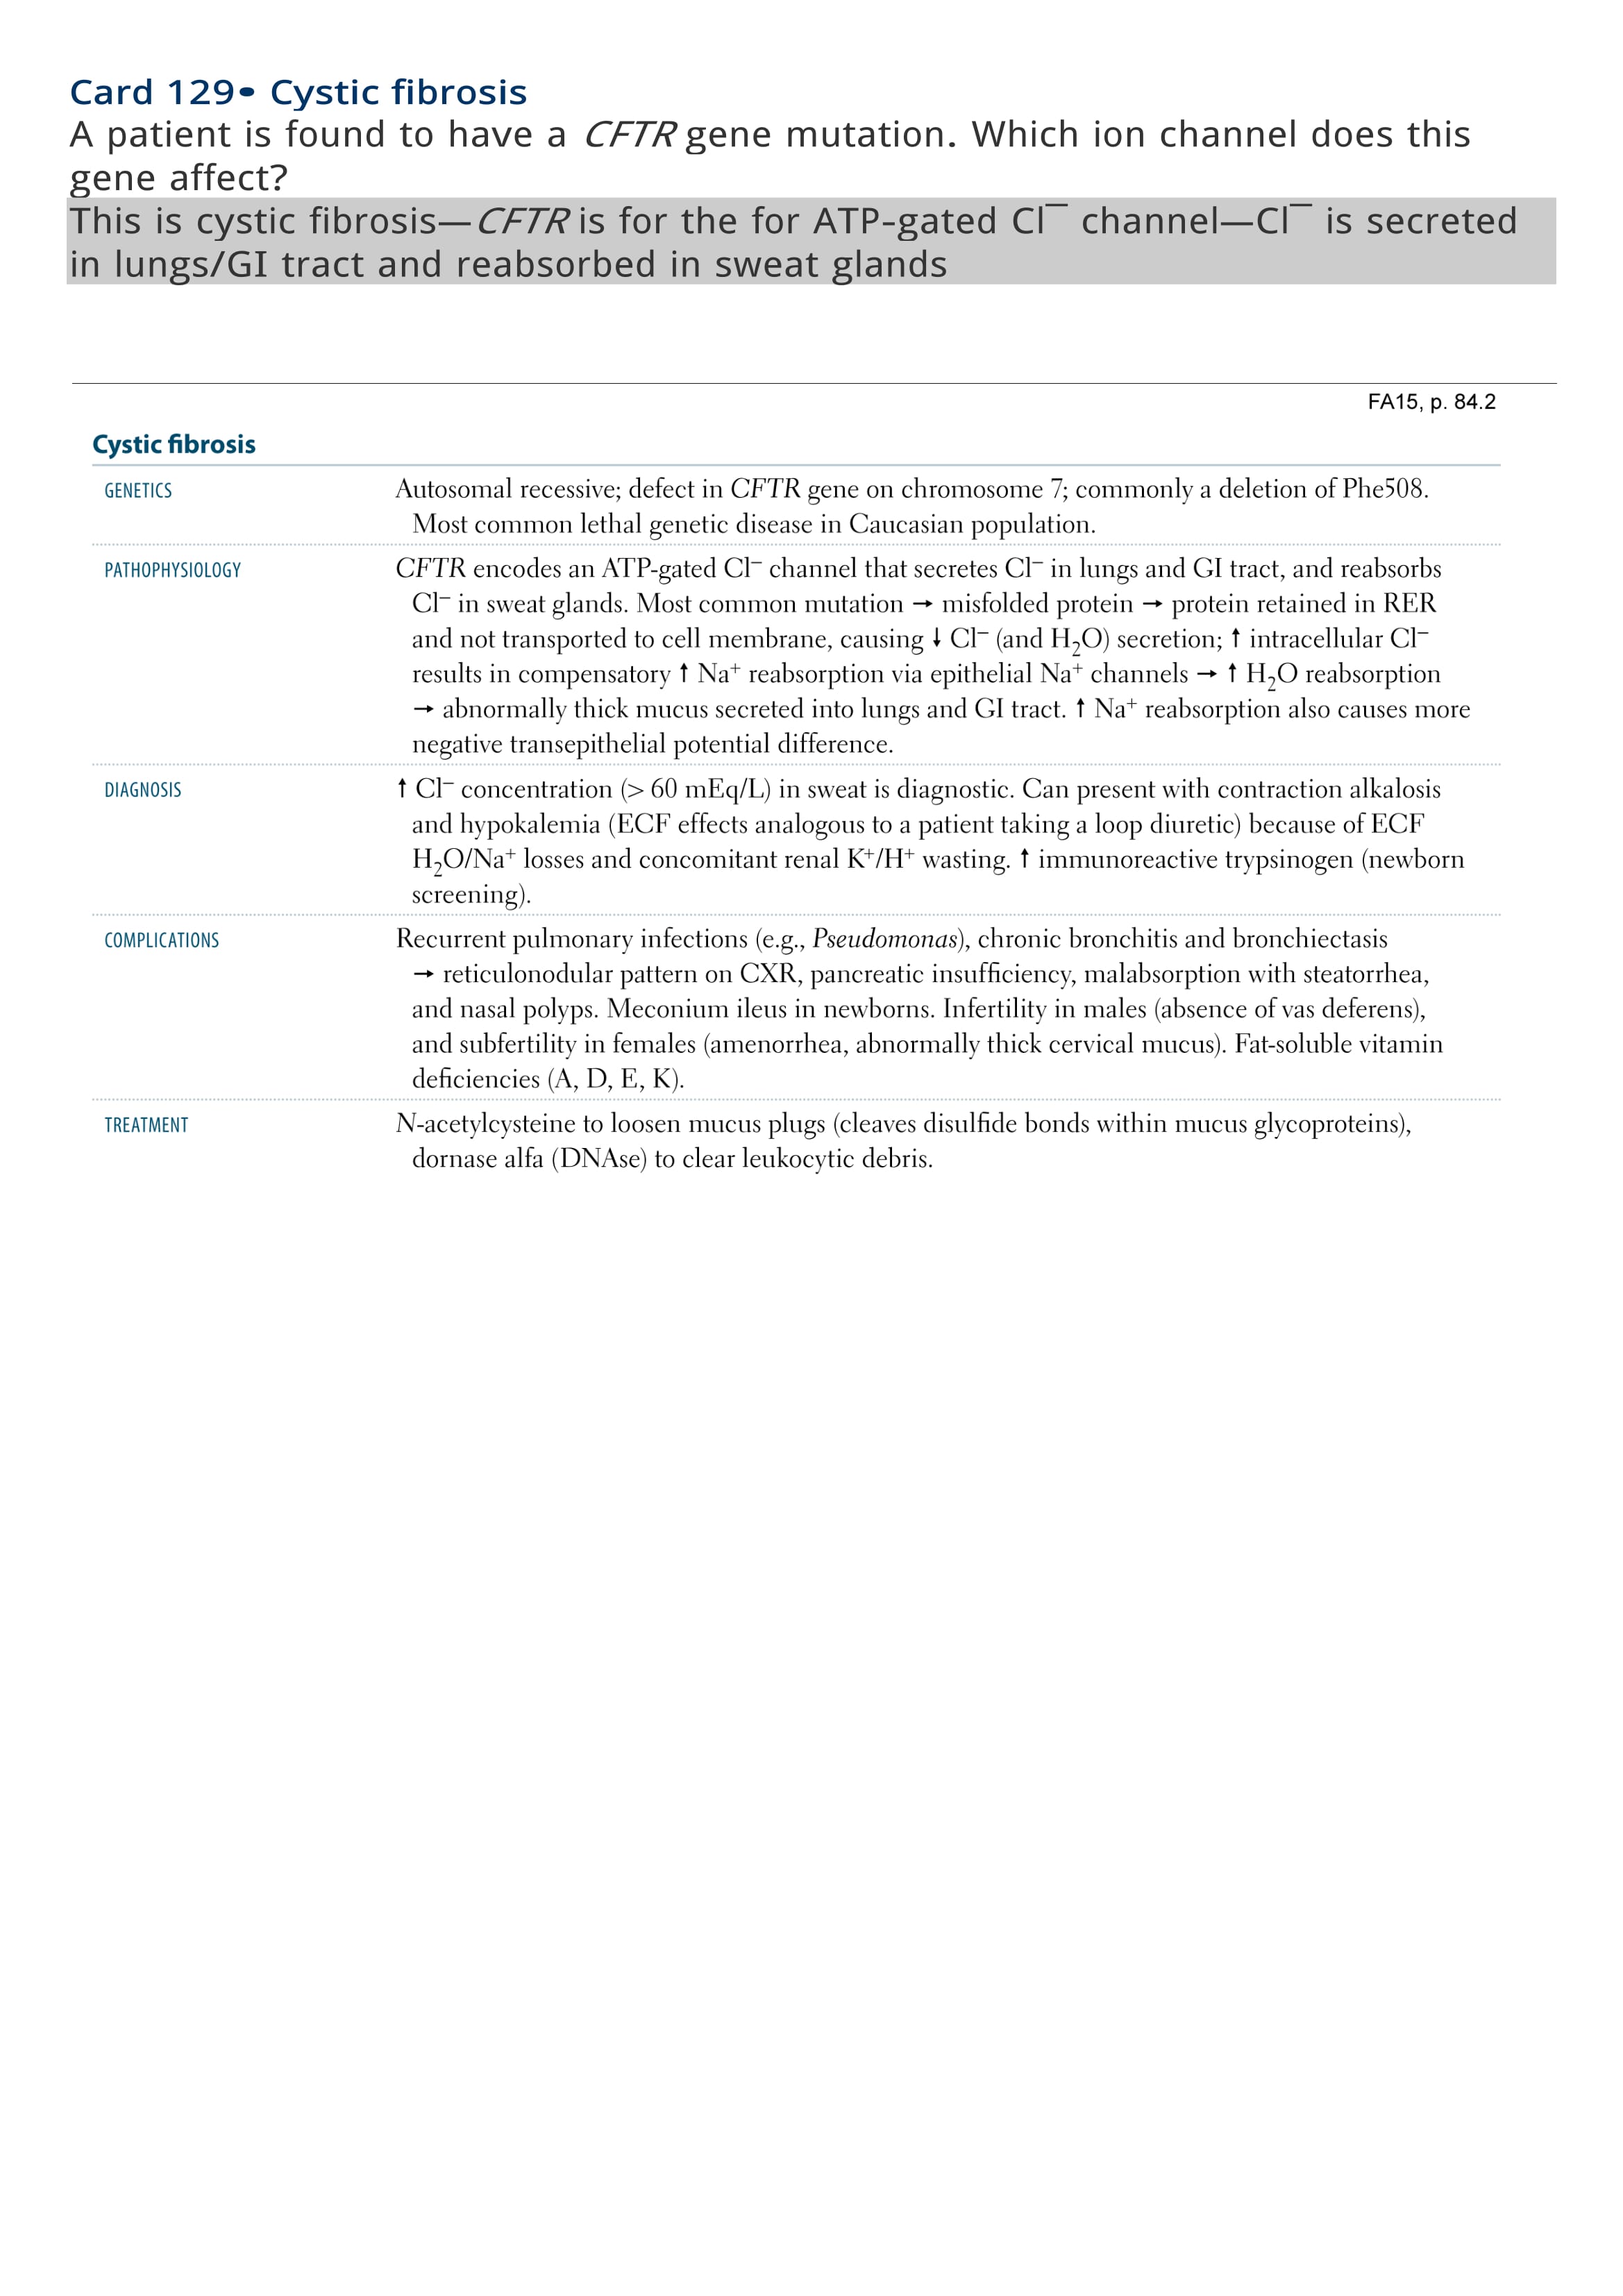 Card 129• Cystic fibrosis
A patient is found to have a CFTR gene mutation. Which ion channel does this
gene affect?
This is cystic fibrosis—CFTR is for the for ATP-gated Cl¯ channel—Cl¯ is secreted
in lungs/GI tract and reabsorbed in sweat glands
FA15, p. 84.2
Cystic fibrosis
GENETICS Autosomal recessive; defect in CFTR gene on chromosome 7; commonly a deletion of Phe508.
Most common lethal genetic disease in Caucasian population.
PATHOPHYSIOLOGY CFTR encodes an ATP-gated Cl− channel that secretes Cl− in lungs and GI tract, and reabsorbs
Cl− in sweat glands. Most common mutation → misfolded protein → protein retained in RER
and not transported to cell membrane, causing ↓ Cl− (and H₂O) secretion; ↑ intracellular Cl−
results in compensatory ↑ Na⁺ reabsorption via epithelial Na⁺ channels → ↑ H₂O reabsorption
→ abnormally thick mucus secreted into lungs and GI tract. ↑ Na⁺ reabsorption also causes more
negative transepithelial potential difference.
DIAGNOSIS ↑ Cl− concentration (> 60 mEq/L) in sweat is diagnostic. Can present with contraction alkalosis
and hypokalemia (ECF effects analogous to a patient taking a loop diuretic) because of ECF
H₂O/Na⁺ losses and concomitant renal K⁺/H⁺ wasting. ↑ immunoreactive trypsinogen (newborn
screening).
COMPLICATIONS Recurrent pulmonary infections (e.g., Pseudomonas), chronic bronchitis and bronchiectasis
→ reticulonodular pattern on CXR, pancreatic insufficiency, malabsorption with steatorrhea,
and nasal polyps. Meconium ileus in newborns. Infertility in males (absence of vas deferens),
and subfertility in females (amenorrhea, abnormally thick cervical mucus). Fat-soluble vitamin
deficiencies (A, D, E, K).
TREATMENT N-acetylcysteine to loosen mucus plugs (cleaves disulfide bonds within mucus glycoproteins),
dornase alfa (DNAse) to clear leukocytic debris.